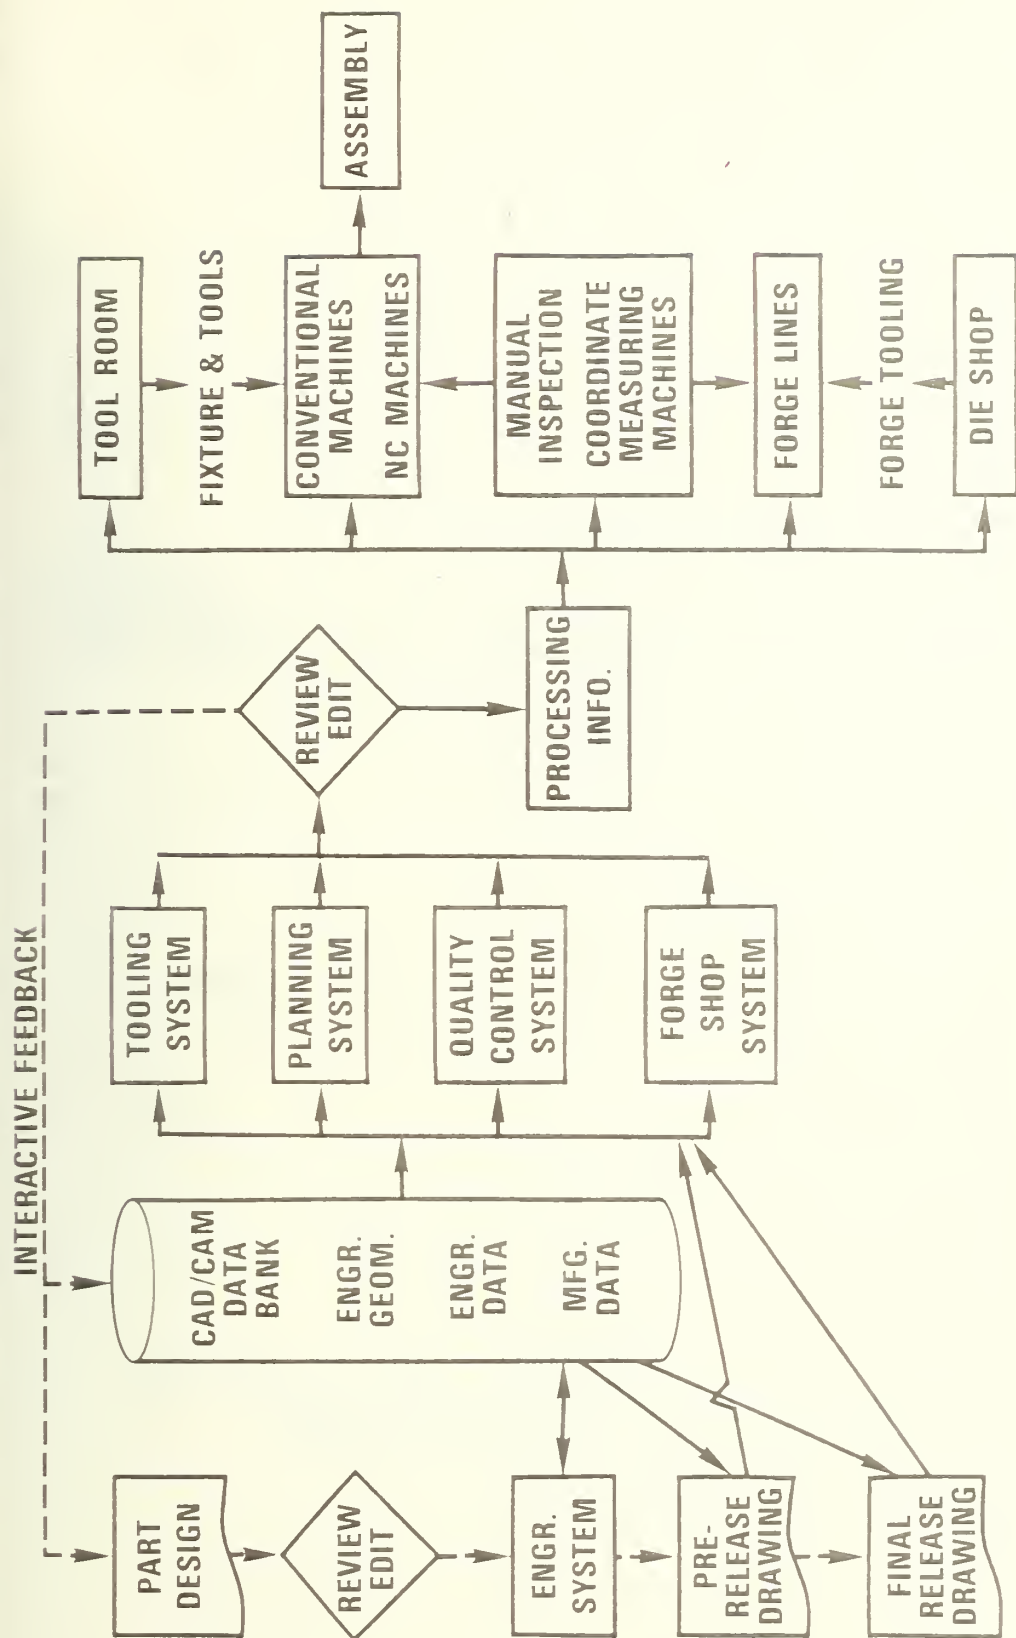 INTERACTIVE FEEDBACK
PART
DESIGN
REVIEW
EDIT
ENGR.
SYSTEM
PRE-
RELEASE
DRAWING
FINAL
RELEASE
DRAWING
CAD/CAM
DATA
BANK
ENGR.
GEOM.
ENGR.
DATA
MFG.
DATA
TOOLING
SYSTEM
PLANNING
SYSTEM
QUALITY
CONTROL
SYSTEM
FORGE
SHOP
SYSTEM
REVIEW
EDIT
PROCESSING
INFO.
TOOL ROOM
FIXTURE & TOOLS
CONVENTIONAL
MACHINES
NC MACHINES
MANUAL
INSPECTION
COORDINATE
MEASURING
MACHINES
FORGE LINES
FORGE TOOLING
DIE SHOP
ASSEMBLY